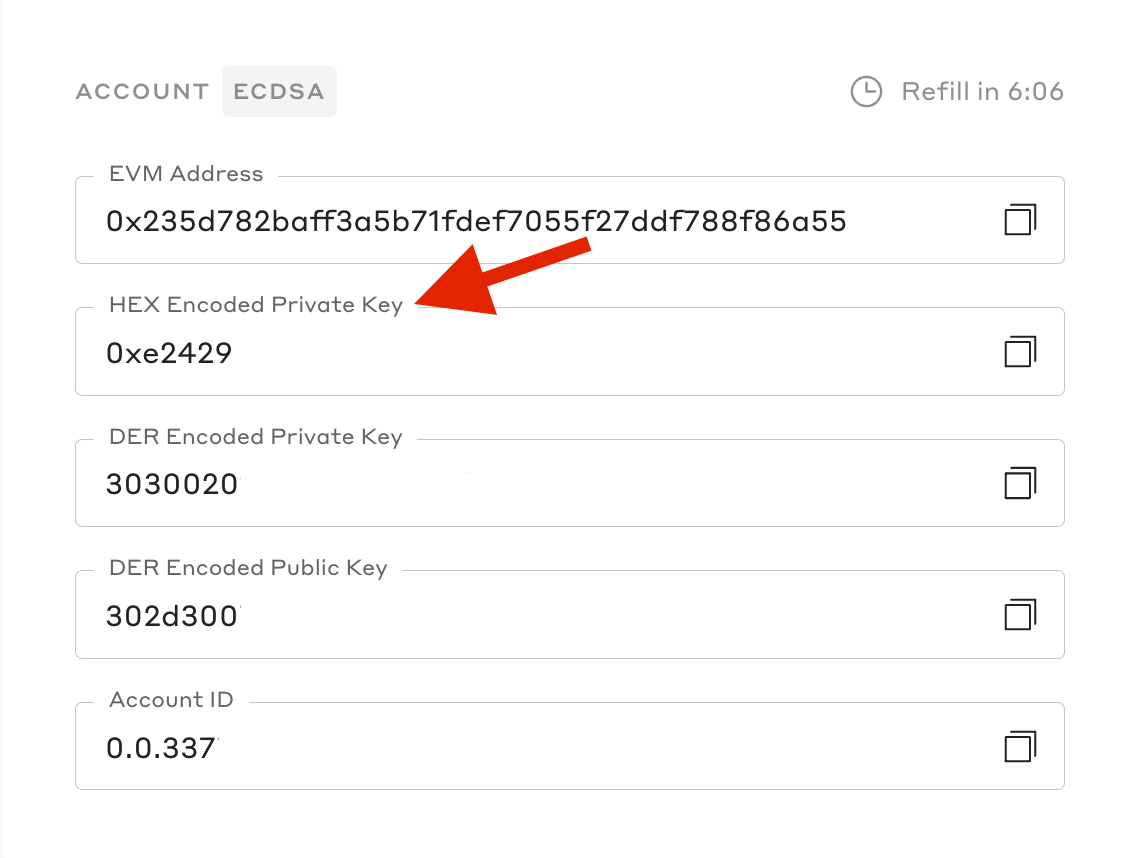 ACCOUNT ECDSA Refill in 6:06
EVM Address
0x235d782baff3a5b71fdef7055f27ddf788f86a55
HEX Encoded Private Key
0xe2429
DER Encoded Private Key
3030020
DER Encoded Public Key
302d300
Account ID
0.0.337